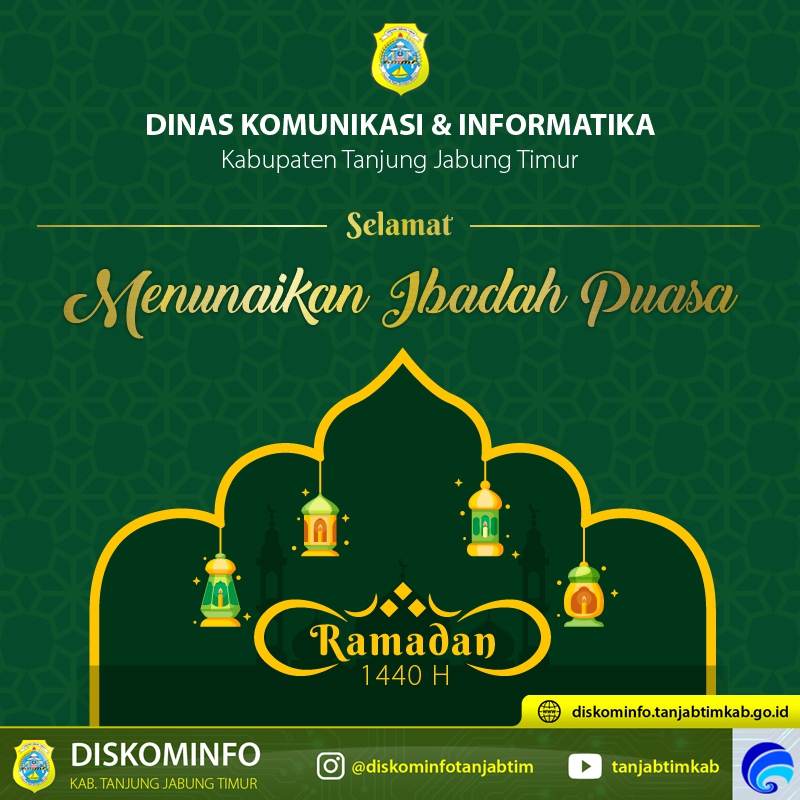 DINAS KOMUNIKASI & INFORMATIKA
Kabupaten Tanjung Jabung Timur
Selamat
Menunaikan Ibadah Puasa
Ramadan
1440 H
diskominfo.tanjabtimkab.go.id
DISKOMINFO
KAB. TANJUNG JABUNG TIMUR
@diskominfotanjabtim
tanjabtimkab